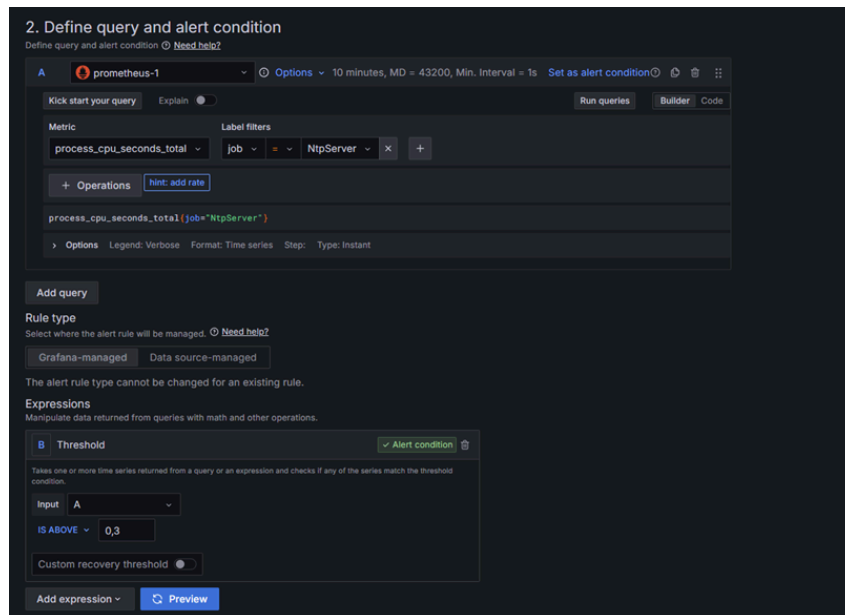 2. Define query and alert condition
Define query and alert condition Need help?
A prometheus-1 Options 10 minutes, MD = 43200, Min. Interval = 1s Set as alert condition
Kick start your query Explain Run queries Builder Code
Metric Label filters
process_cpu_seconds_total job = NtpServer × +
+ Operations hint: add rate
process_cpu_seconds_total{job="NtpServer"}
> Options Legend: Verbose Format: Time series Step: Type: Instant
Add query
Rule type
Select where the alert rule will be managed. Need help?
Grafana-managed Data source-managed
The alert rule type cannot be changed for an existing rule.
Expressions
Manipulate data returned from queries with math and other operations.
B Threshold ✓ Alert condition
Takes one or more time series returned from a query or an expression and checks if any of the series match the threshold
condition.
Input A
IS ABOVE 0,3
Custom recovery threshold
Add expression Preview